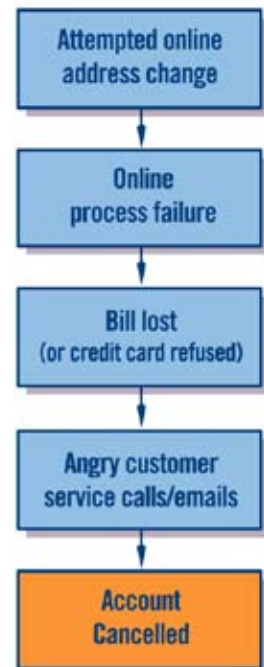 Attempted online
address change
Online
process failure
Bill lost
(or credit card refused)
Angry customer
service calls/emails
Account
Cancelled